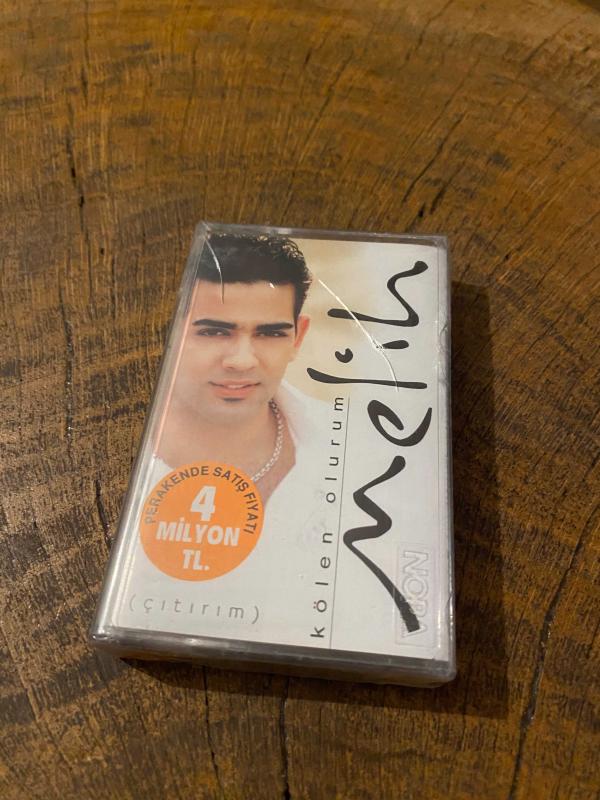 PERAKENDE SATIŞ FİYATI
4
MİLYON
TL.
(çıtırım)
kölen olurum
Melih
NORA